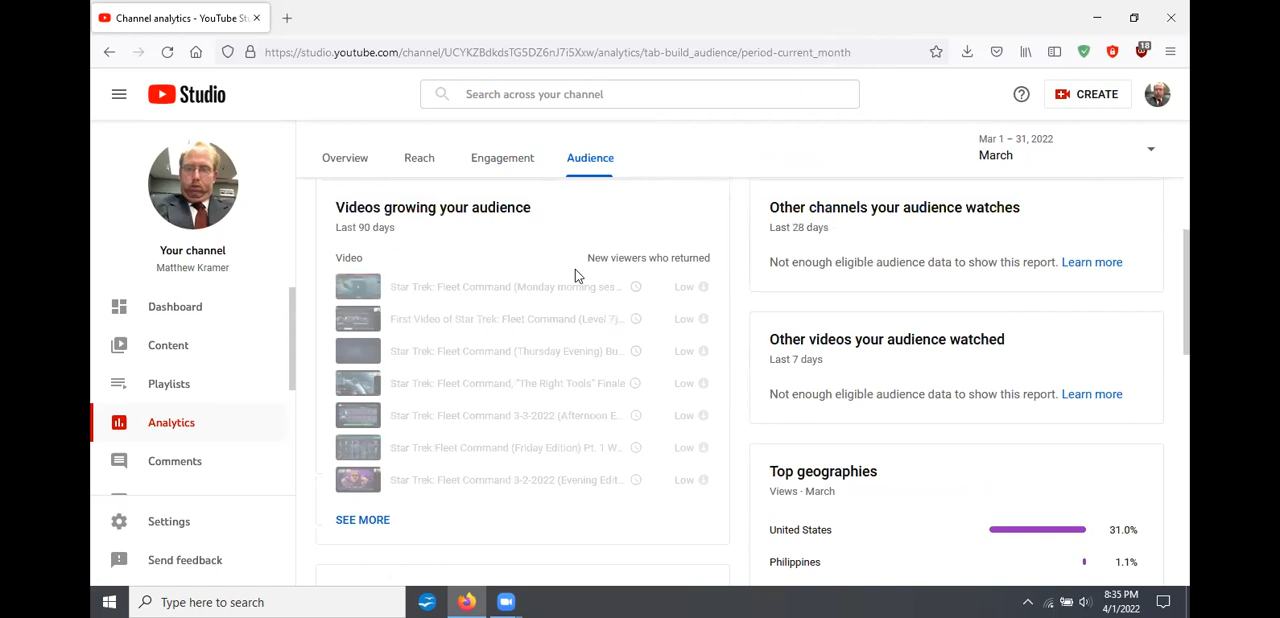 Channel analytics - YouTube St
https://studio.youtube.com/channel/UCYKZBdkdsTG5DZ6nJ7i5Xxw/analytics/tab-build_audience/period-current_month
18
Studio
Search across your channel
CREATE
Overview
Reach
Engagement
Audience
Mar 1 – 31, 2022
March
Your channel
Matthew Kramer
Dashboard
Content
Playlists
Analytics
Comments
Settings
Send feedback
Videos growing your audience
Last 90 days
Video
New viewers who returned
Star Trek: Fleet Command (Monday morning ses... Low
First Video of Star Trek: Fleet Command (Level 7)... Low
Star Trek: Fleet Command (Thursday Evening) Bu... Low
Star Trek: Fleet Command, "The Right Tools" Finale Low
Star Trek: Fleet Command 3-3-2022 (Afternoon E... Low
Star Trek Fleet Command (Friday Edition) Pt. 1 W... Low
Star Trek: Fleet Command 3-2-2022 (Evening Edit... Low
SEE MORE
Other channels your audience watches
Last 28 days
Not enough eligible audience data to show this report. Learn more
Other videos your audience watched
Last 7 days
Not enough eligible audience data to show this report. Learn more
Top geographies
Views · March
United States 31.0%
Philippines 1.1%
Type here to search
8:35 PM
4/1/2022